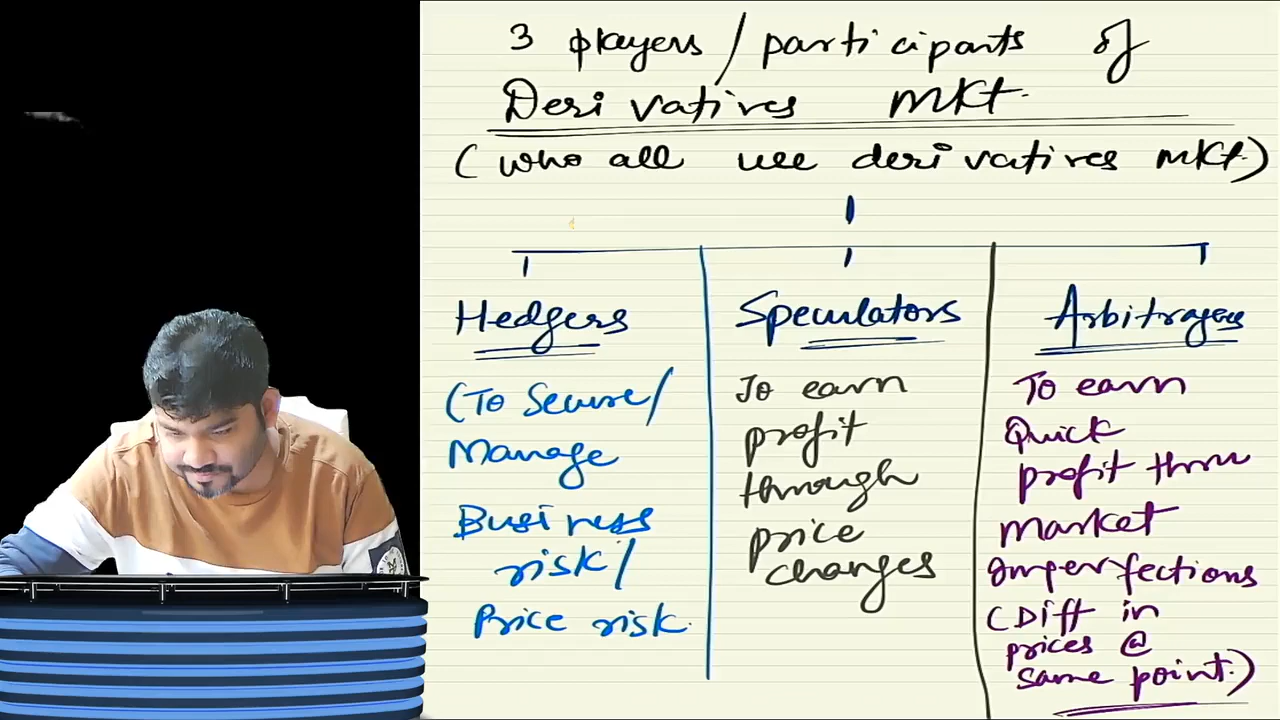 3 players/participants of
Derivatives Mkt.
(who all use derivatives Mkt.)
Hedgers
(To Secure/
Manage
Business
risk/
Price risk.
Speculators
To earn
profit
through
price
changes
Arbitragers
To earn
Quick
profit thru
Market
Imperfections
(Diff in
prices @
same point.)